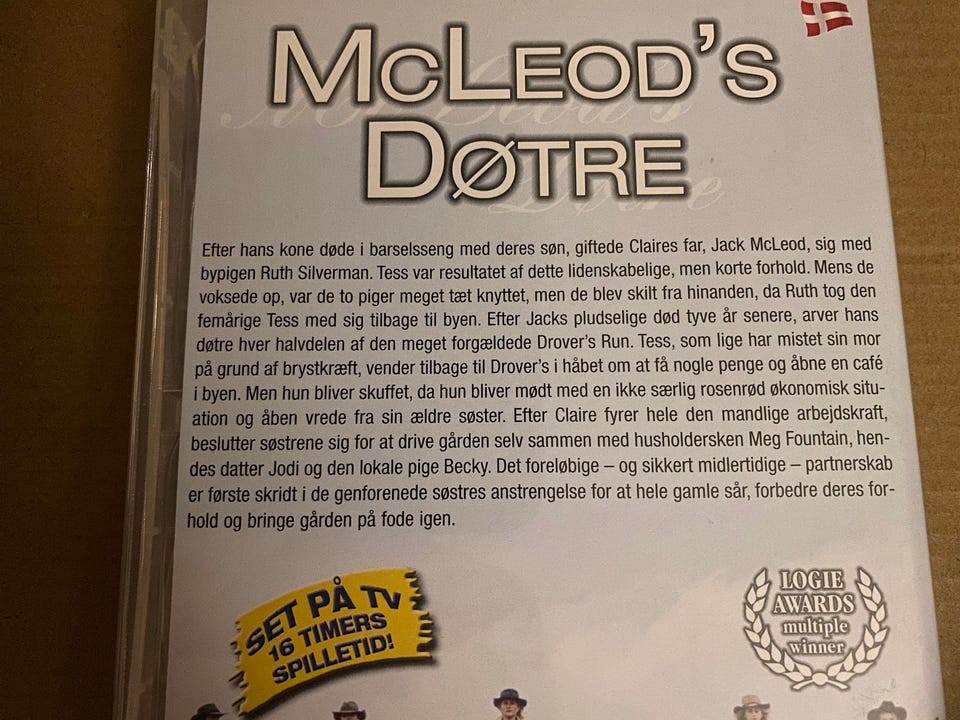 McLeod's
Døtre
Efter hans kone døde i barselsseng med deres søn, giftede Claires far, Jack McLeod, sig med
bypigen Ruth Silverman. Tess var resultatet af dette lidenskabelige, men korte forhold. Mens de
voksede op, var de to piger meget tæt knyttet, men de blev skilt fra hinanden, da Ruth tog den
femårige Tess med sig tilbage til byen. Efter Jacks pludselige død tyve år senere, arver hans
døtre hver halvdelen af den meget forgældede Drover's Run. Tess, som lige har mistet sin mor
på grund af brystkræft, vender tilbage til Drover's i håbet om at få nogle penge og åbne en café
i byen. Men hun bliver skuffet, da hun bliver mødt med en ikke særlig rosenrød økonomisk situ-
ation og åben vrede fra sin ældre søster. Efter Claire fyrer hele den mandlige arbejdskraft,
beslutter søstrene sig for at drive gården selv sammen med husholdersken Meg Fountain, hen-
des datter Jodi og den lokale pige Becky. Det foreløbige – og sikkert midlertidige – partnerskab
er første skridt i de genforenede søstres anstrengelse for at hele gamle sår, forbedre deres for-
hold og bringe gården på fode igen.
SET PÅ TV
16 TIMERS
SPILLETID!
LOGIE
AWARDS
multiple
winner